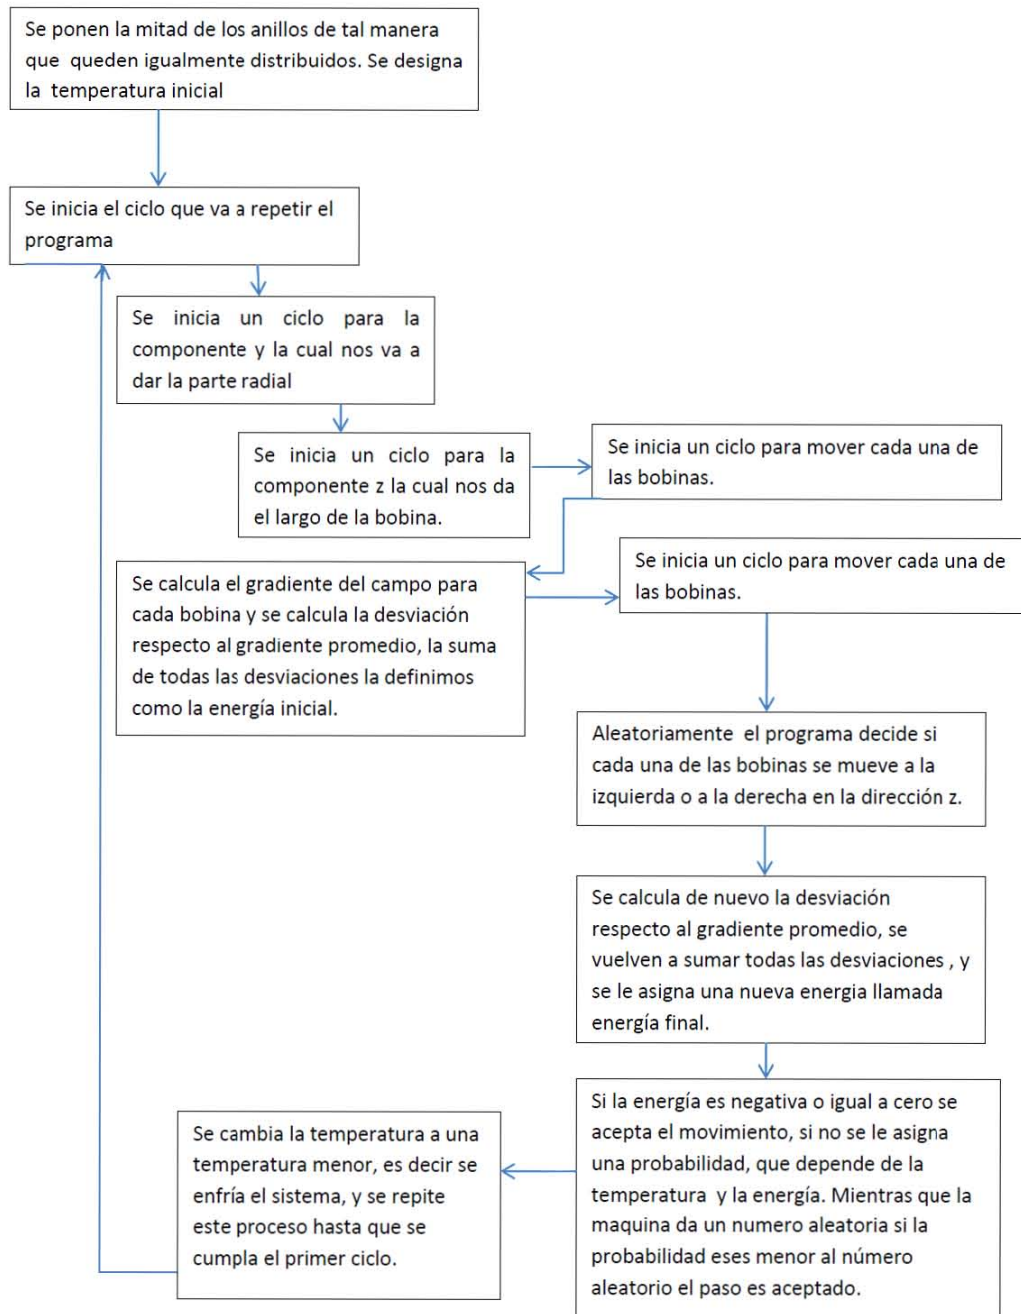 Se ponen la mitad de los anillos de tal manera
que queden igualmente distribuidos. Se designa
la temperatura inicial
Se inicia el ciclo que va a repetir el
programa
Se inicia un ciclo para la
componente y la cual nos va a
dar la parte radial
Se inicia un ciclo para la
componente z la cual nos da
el largo de la bobina.
Se inicia un ciclo para mover cada una de
las bobinas.
Se calcula el gradiente del campo para
cada bobina y se calcula la desviación
respecto al gradiente promedio, la suma
de todas las desviaciones la definimos
como la energía inicial.
Se inicia un ciclo para mover cada una de
las bobinas.
Aleatoriamente el programa decide si
cada una de las bobinas se mueve a la
izquierda o a la derecha en la dirección z.
Se calcula de nuevo la desviación
respecto al gradiente promedio, se
vuelven a sumar todas las desviaciones , y
se le asigna una nueva energia llamada
energía final.
Si la energía es negativa o igual a cero se
acepta el movimiento, si no se le asigna
una probabilidad, que depende de la
temperatura y la energía. Mientras que la
maquina da un numero aleatoria si la
probabilidad eses menor al número
aleatorio el paso es aceptado.
Se cambia la temperatura a una
temperatura menor, es decir se
enfría el sistema, y se repite
este proceso hasta que se
cumpla el primer ciclo.